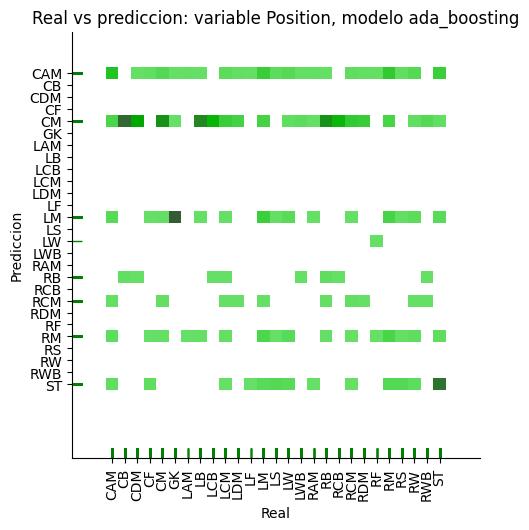 Real vs prediccion: variable Position, modelo ada_boosting
CAM
CB
CDM
CF
CM
GK
LAM
LB
LCB
LCM
LDM
LF
LM
LS
LW
LWB
RAM
RB
RCB
RCM
RDM
RF
RM
RS
RW
RWB
ST
Prediccion
CAM CB CDM CF CM GK LAM LB LCB LCM LDM LF LM LS LW LWB RAM RB RCB RCM RDM RF RM RS RW RWB ST
Real